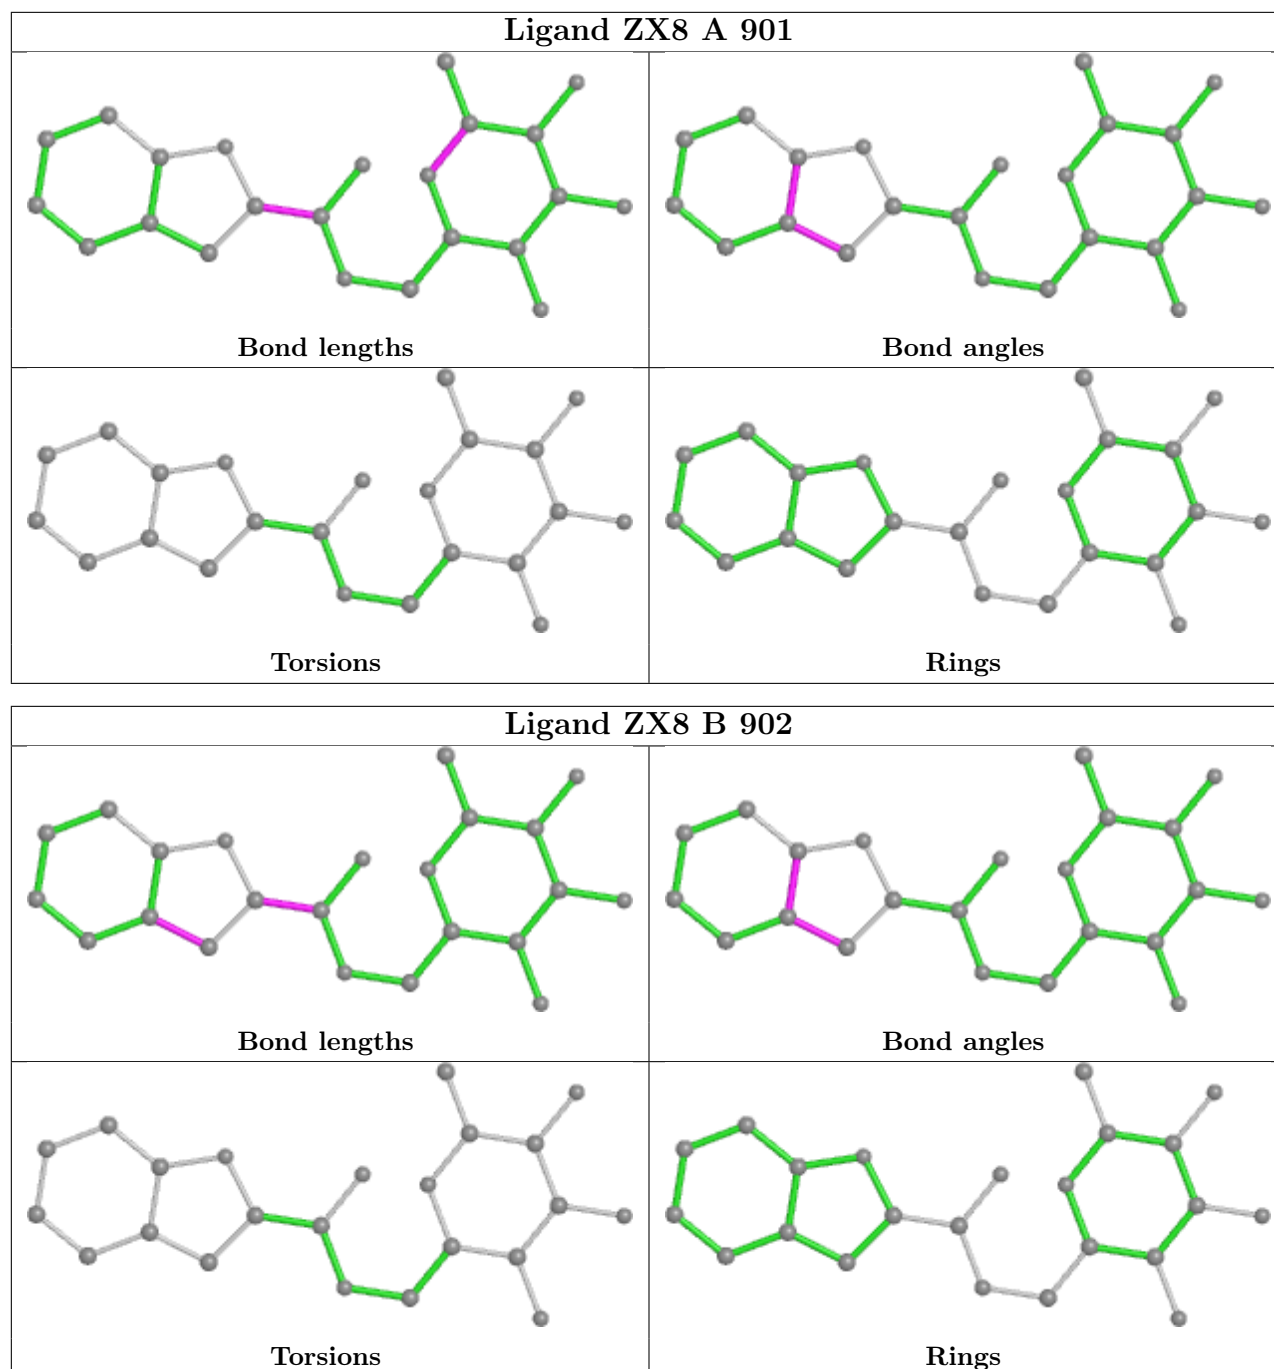 Ligand ZX8 A 901
Bond lengths
Bond angles
Torsions
Rings
Ligand ZX8 B 902
Bond lengths
Bond angles
Torsions
Rings